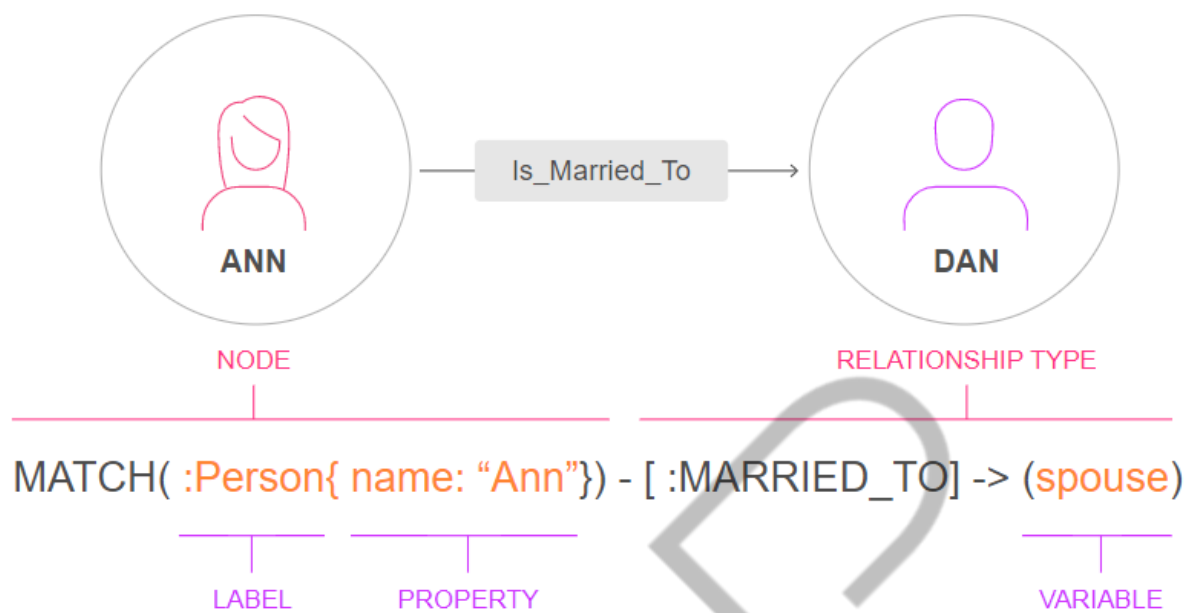 Is_Married_To
ANN DAN
NODE RELATIONSHIP TYPE
MATCH( :Person{ name: “Ann”}) - [ :MARRIED_TO] -> (spouse)
LABEL PROPERTY VARIABLE